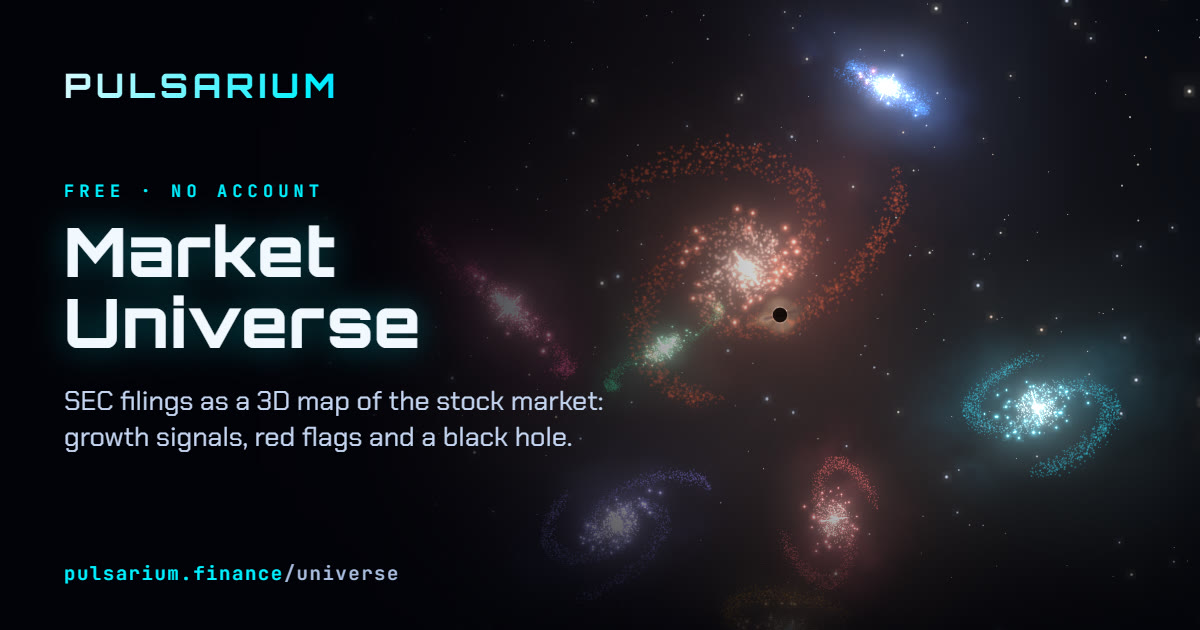 PULSARIUM
FREE · NO ACCOUNT
Market
Universe
SEC filings as a 3D map of the stock market:
growth signals, red flags and a black hole.
pulsarium.finance/universe